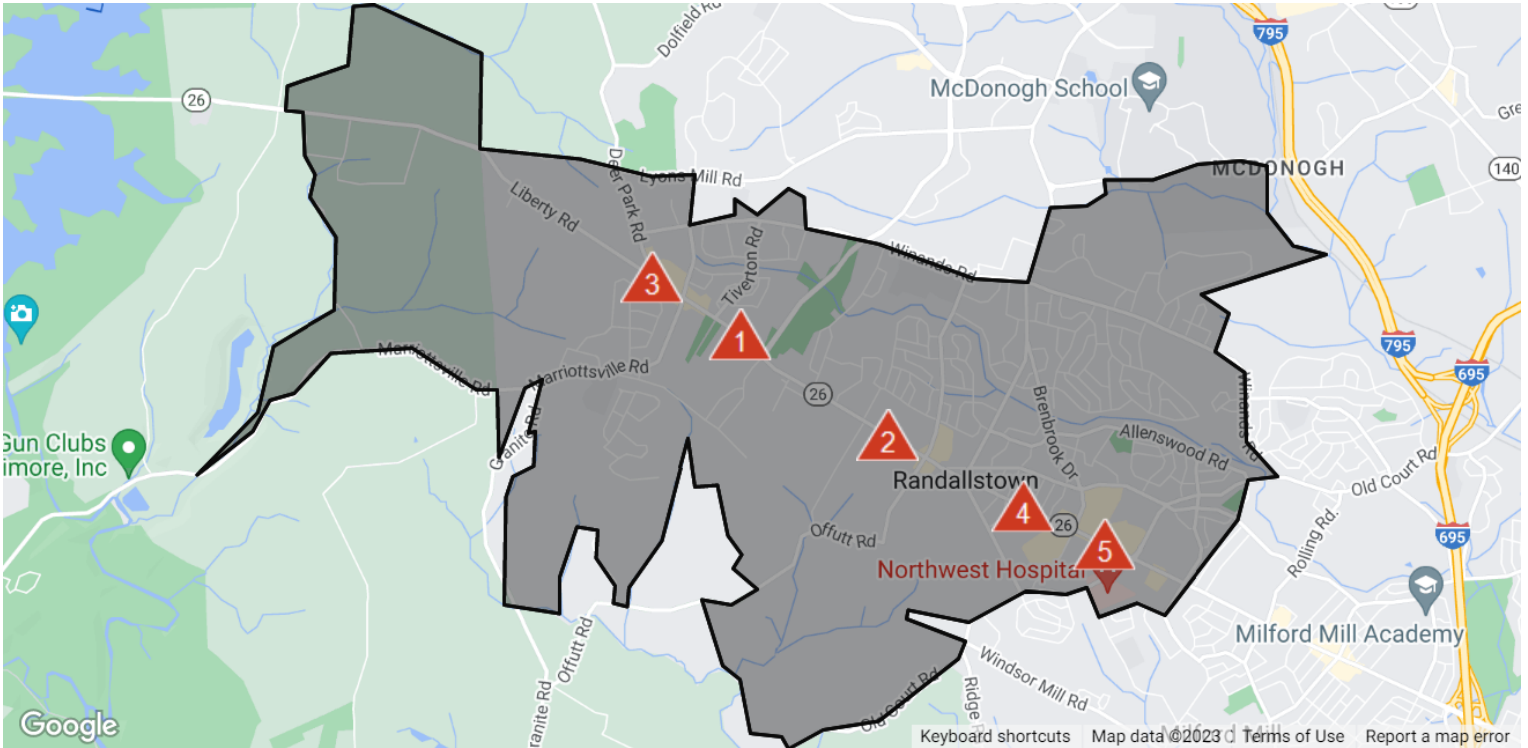 Dolfield Rd
795
26
McDonogh School
Gre
MCDONOGH
140
Deer Park Rd
Lyons Mill Rd
Liberty Rd
Tiverton Rd
Winands Rd
3
1
795
695
Marriottsville Rd
Marriottsville Rd
26
Brenbrook Dr
Winands Rd
Granite Rd
2
Allenswood Rd
Gun Clubs
imore, Inc
Randallstown
Old Court Rd
4
26
5
Offutt Rd
695
Rolling Rd.
Northwest Hospital
Milford Mill Academy
Offutt Rd
Windsor Mill Rd
Old Court Rd
Ridge
ranite Rd
Google
Milford Mill
Keyboard shortcuts
Map data ©2023
Terms of Use
Report a map error